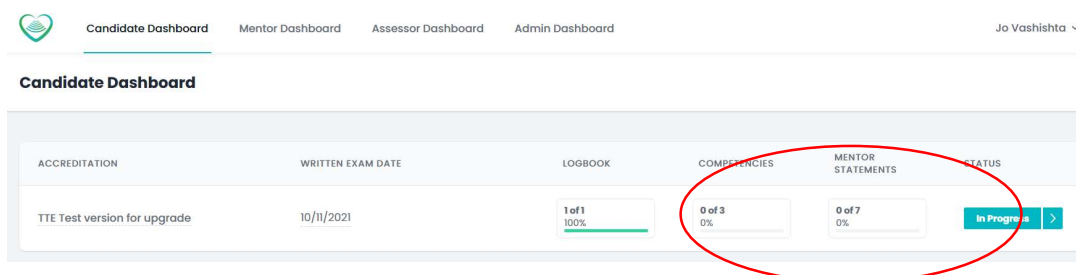 Candidate Dashboard Mentor Dashboard Assessor Dashboard Admin Dashboard Jo Vashishta
Candidate Dashboard
ACCREDITATION WRITTEN EXAM DATE LOGBOOK COMPETENCIES MENTOR STATEMENTS STATUS
TTE Test version for upgrade 10/11/2021 1 of 1 0 of 3 0 of 7 In Progress
100% 0% 0%